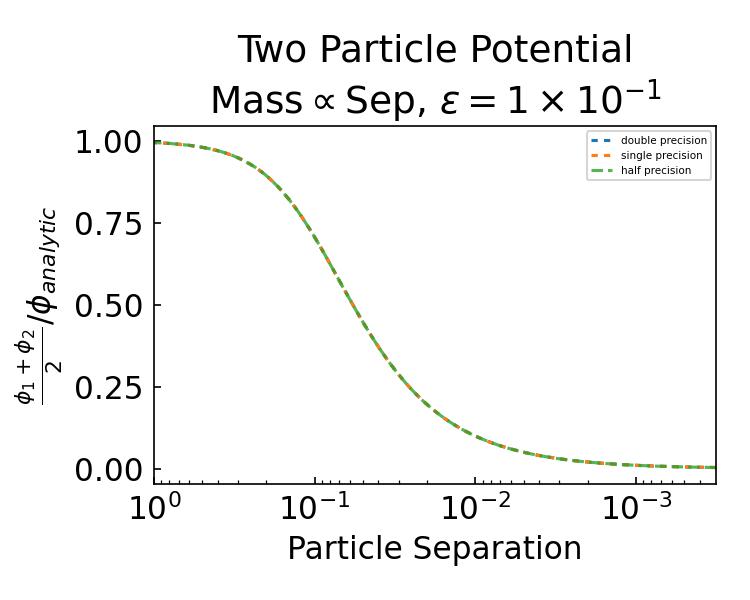 Two Particle Potential
Mass ∝ Sep, ε = 1 × 10⁻¹
1.00
0.75
0.50
0.25
0.00
(ϕ₁ + ϕ₂)/2 /ϕ_analytic
double precision
single precision
half precision
10⁰ 10⁻¹ 10⁻² 10⁻³
Particle Separation